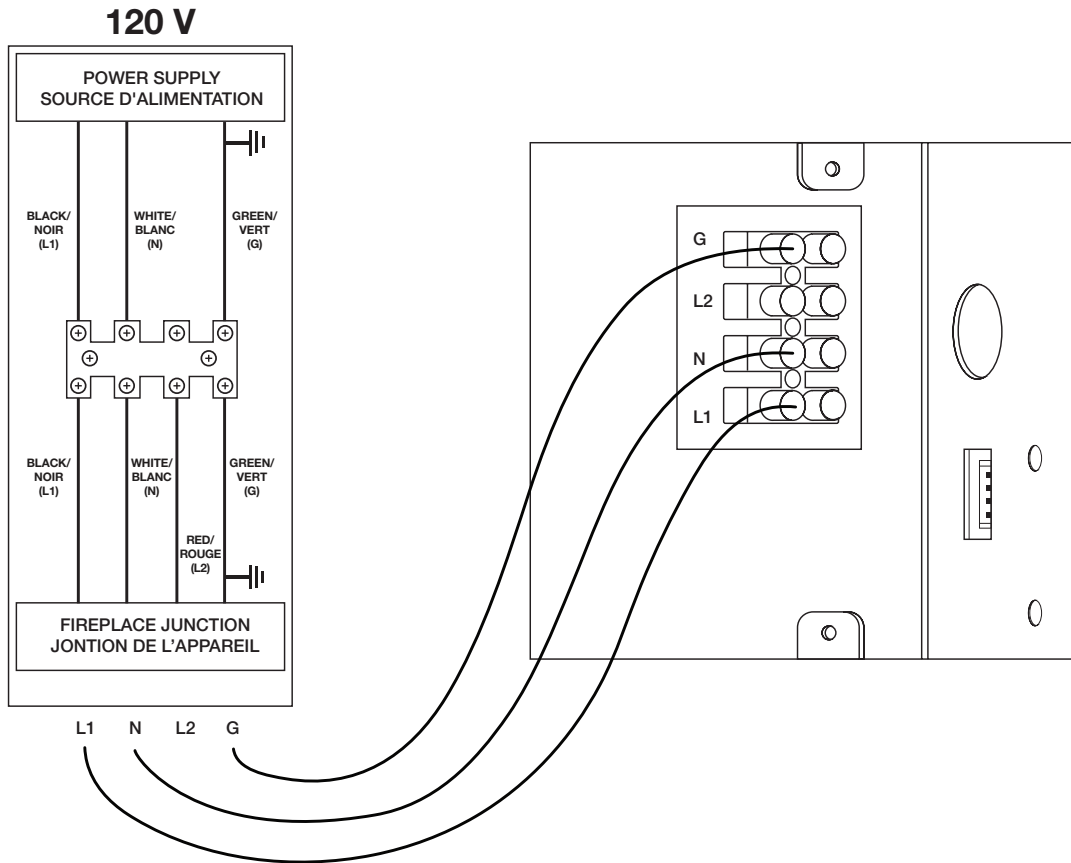 120 V
POWER SUPPLY
SOURCE D'ALIMENTATION
BLACK/
NOIR
(L1)
WHITE/
BLANC
(N)
GREEN/
VERT
(G)
BLACK/
NOIR
(L1)
WHITE/
BLANC
(N)
RED/
ROUGE
(L2)
GREEN/
VERT
(G)
FIREPLACE JUNCTION
JONTION DE L’APPAREIL
L1 N L2 G
G
L2
N
L1